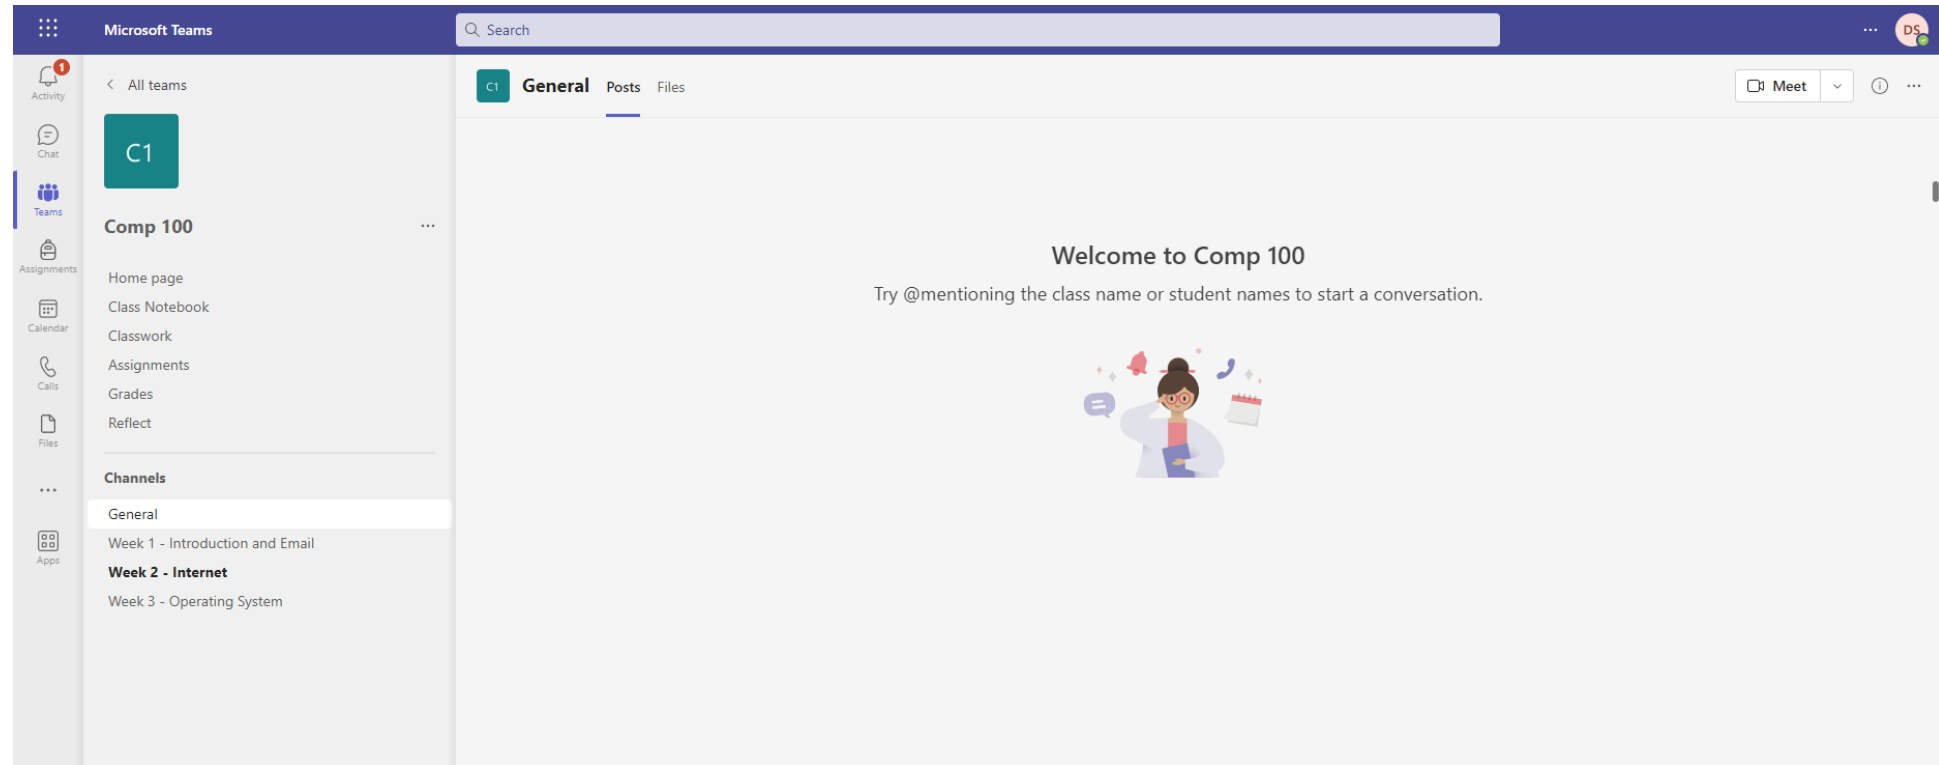 Microsoft Teams
Search
DS
1
Activity
Chat
Teams
Assignments
Calendar
Calls
Files
Apps
All teams
C1
Comp 100
Home page
Class Notebook
Classwork
Assignments
Grades
Reflect
Channels
General
Week 1 - Introduction and Email
Week 2 - Internet
Week 3 - Operating System
C1 General Posts Files
Meet
Welcome to Comp 100
Try @mentioning the class name or student names to start a conversation.